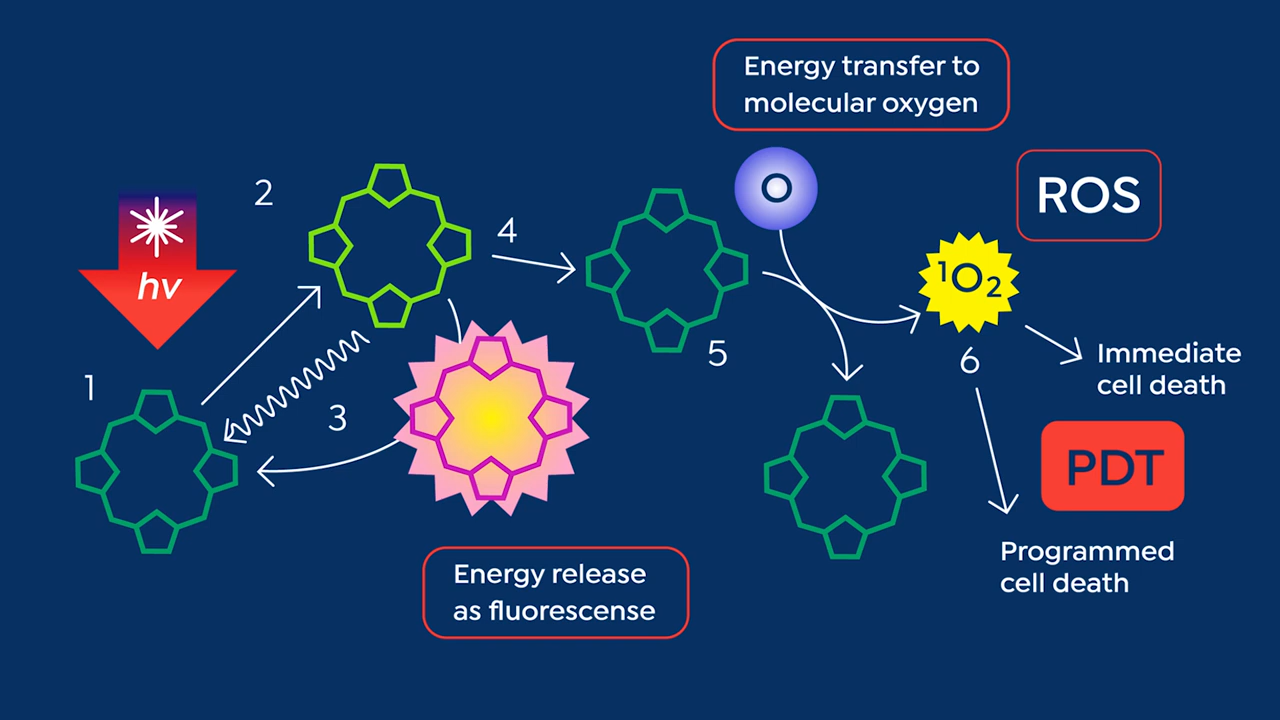 Energy transfer to
molecular oxygen
O
ROS
2
4
hv
¹O₂
5
6
Immediate
cell death
1
3
PDT
Energy release
as fluorescense
Programmed
cell death